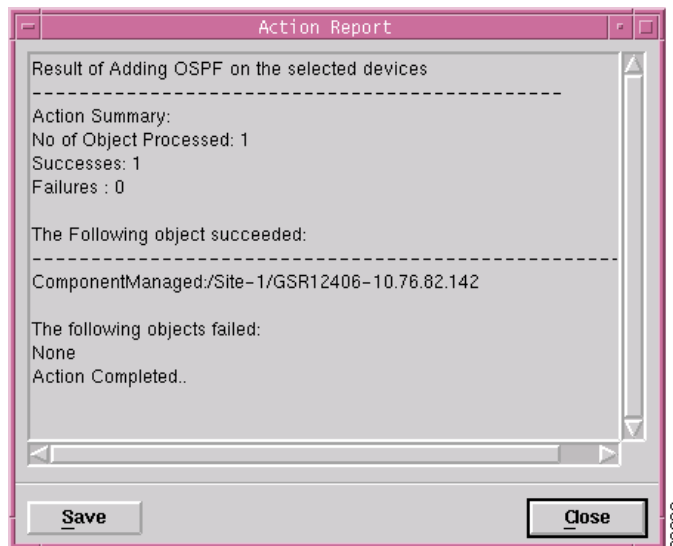 Action Report
Result of Adding OSPF on the selected devices
------------------------------------------------
Action Summary:
No of Object Processed: 1
Successes: 1
Failures : 0
The Following object succeeded:
------------------------------------------------------
ComponentManaged:/Site-1/GSR12406-10.76.82.142
The following objects failed:
None
Action Completed..
Save
Close